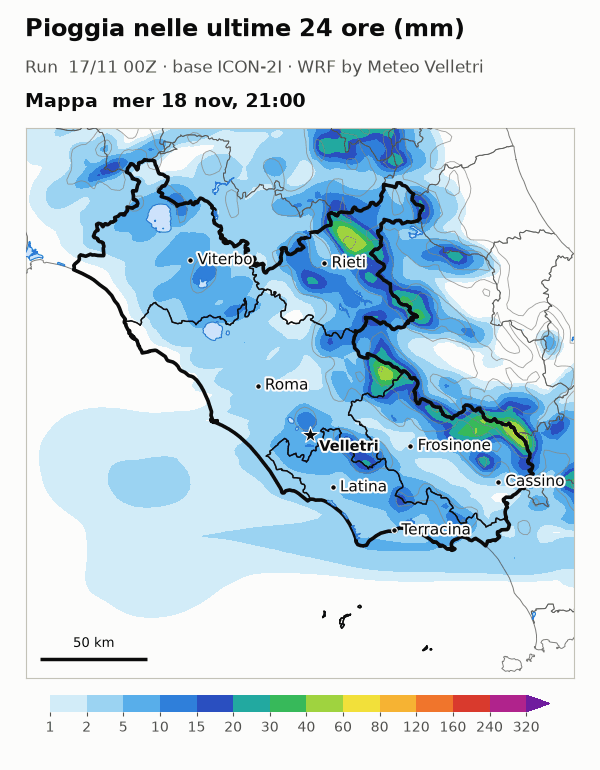 Pioggia nelle ultime 24 ore (mm)
Run  17/11 00Z · base ICON-2I · WRF by Meteo Velletri
Mappa  mer 18 nov, 21:00
Viterbo
Rieti
Roma
Velletri
Frosinone
Latina
Cassino
Terracina
50 km
1 2 5 10 15 20 30 40 60 80 120 160 240 320